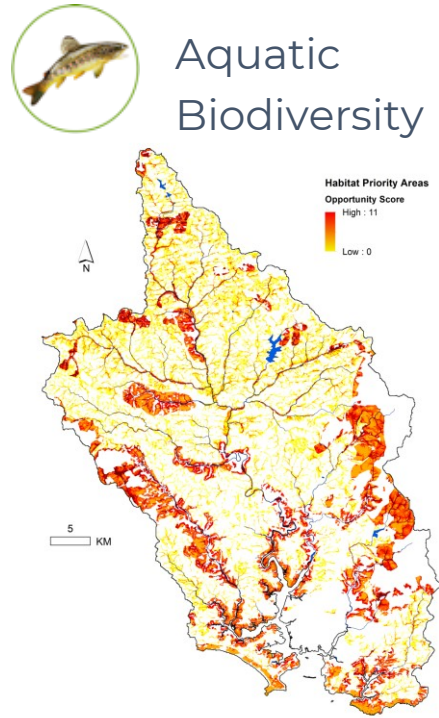 Aquatic
Biodiversity
Habitat Priority Areas
Opportunity Score
High : 11
Low : 0
N
5
KM